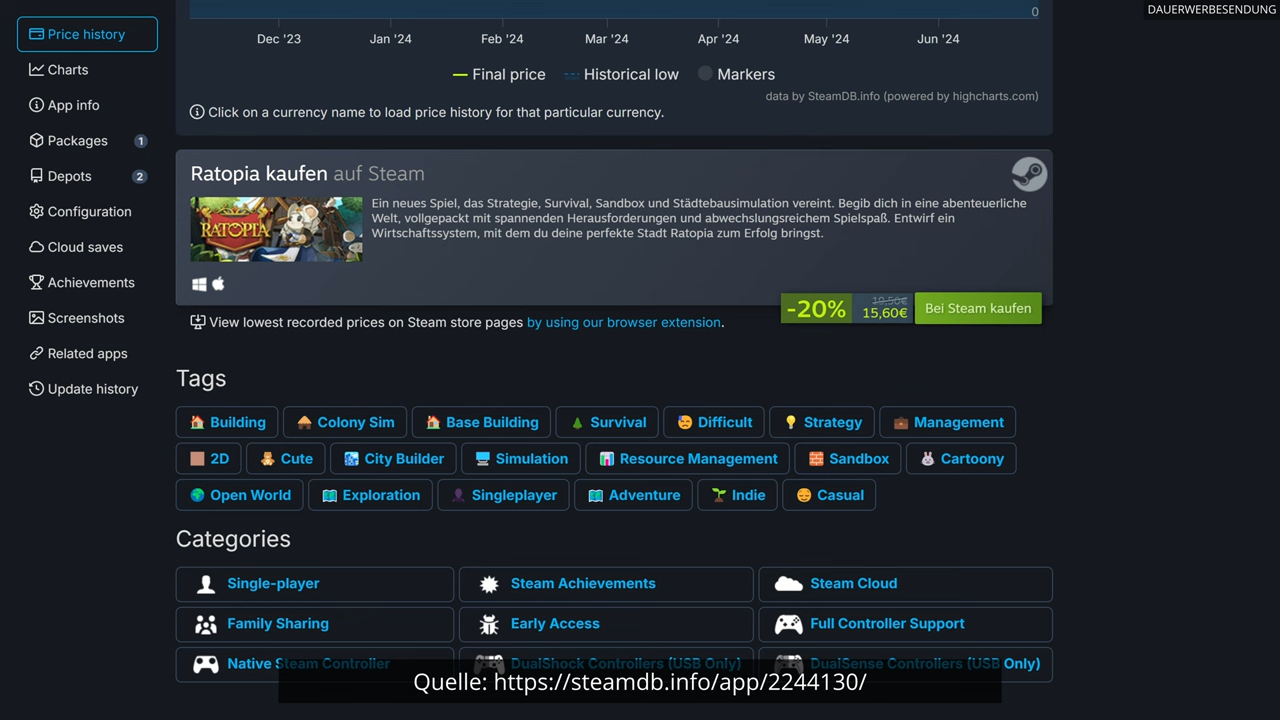 DAUERWERBESENDUNG
Price history
Charts
App info
Packages 1
Depots 2
Configuration
Cloud saves
Achievements
Screenshots
Related apps
Update history
0
Dec '23 Jan '24 Feb '24 Mar '24 Apr '24 May '24 Jun '24
Final price Historical low Markers
data by SteamDB.info (powered by highcharts.com)
Click on a currency name to load price history for that particular currency.
Ratopia kaufen auf Steam
RATOPIA
Ein neues Spiel, das Strategie, Survival, Sandbox und Städtebausimulation vereint. Begib dich in eine abenteuerliche
Welt, vollgepackt mit spannenden Herausforderungen und abwechslungsreichem Spielspaß. Entwirf ein
Wirtschaftssystem, mit dem du deine perfekte Stadt Ratopia zum Erfolg bringst.
-20% 19,50€ 15,60€ Bei Steam kaufen
View lowest recorded prices on Steam store pages by using our browser extension.
Tags
Building Colony Sim Base Building Survival Difficult Strategy Management
2D Cute City Builder Simulation Resource Management Sandbox Cartoony
Open World Exploration Singleplayer Adventure Indie Casual
Categories
Single-player Steam Achievements Steam Cloud
Family Sharing Early Access Full Controller Support
Native Steam Controller DualShock Controllers (USB Only) DualSense Controllers (USB Only)
Quelle: https://steamdb.info/app/2244130/